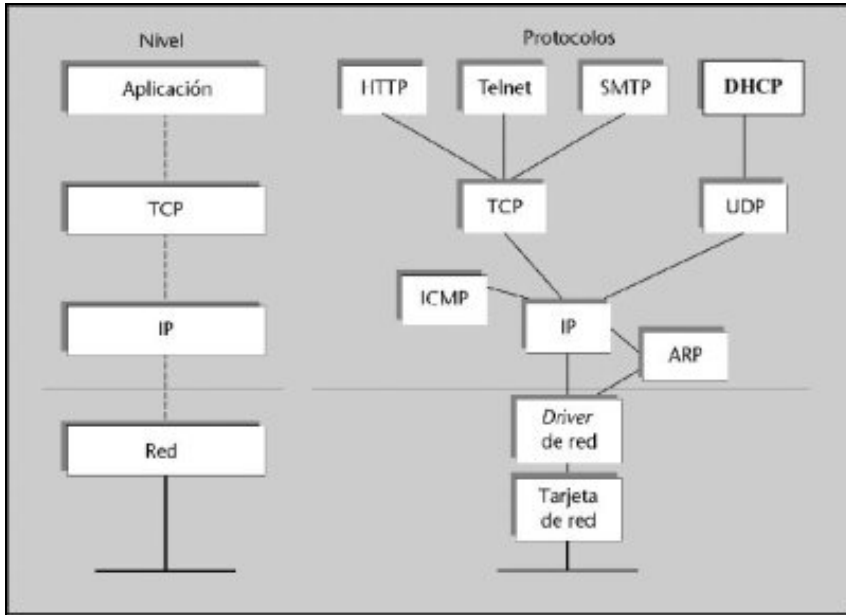 Nivel
Protocolos
Aplicación
HTTP
Telnet
SMTP
DHCP
TCP
TCP
UDP
ICMP
IP
IP
ARP
Red
Driver
de red
Tarjeta
de red